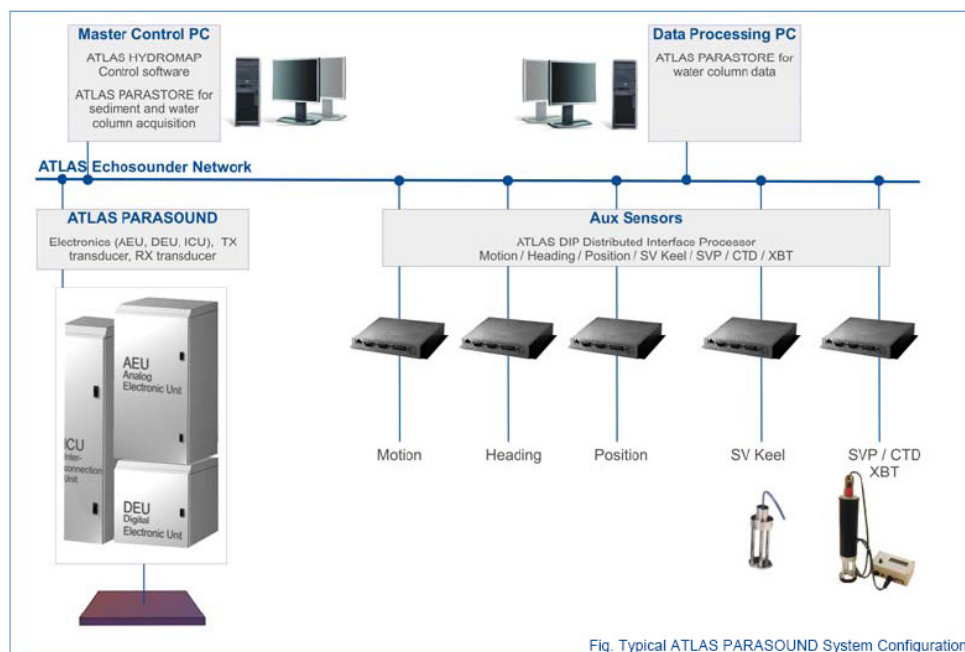 Master Control PC
ATLAS HYDROMAP
Control software
ATLAS PARASTORE for
sediment and water
column acquisition
Data Processing PC
ATLAS PARASTORE for
water column data
ATLAS Echosounder Network
ATLAS PARASOUND
Electronics (AEU, DEU, ICU), TX
transducer, RX transducer
Aux Sensors
ATLAS DIP Distributed Interface Processor
Motion / Heading / Position / SV Keel / SVP / CTD / XBT
AEU
Analog
Electronic Unit
ICU
Inter-
connection
Unit
DEU
Digital
Electronic Unit
Motion
Heading
Position
SV Keel
SVP / CTD
XBT
Fig. Typical ATLAS PARASOUND System Configuration